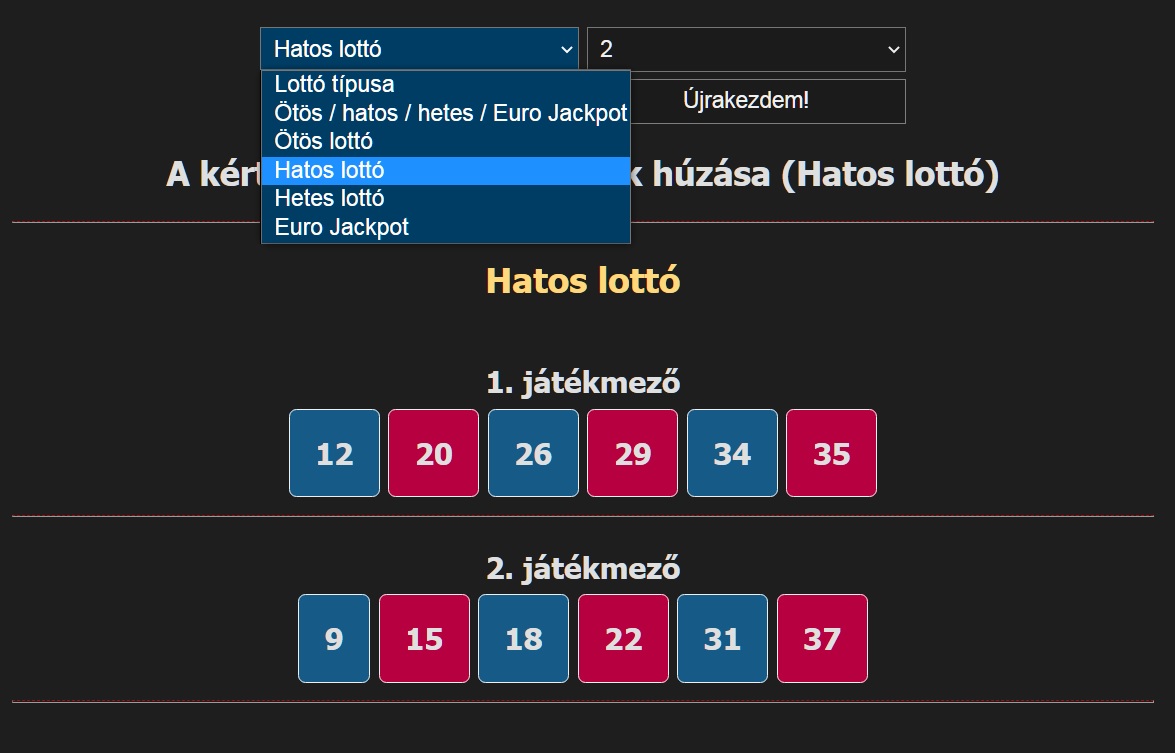 Hatos lottó 2
Lottó típusa
Ötös / hatos / hetes / Euro Jackpot Újrakezdem!
Ötös lottó
Hatos lottó
Hetes lottó
Euro Jackpot
A húzása (Hatos lottó)
Hatos lottó
1. játékmező
12 20 26 29 34 35
2. játékmező
9 15 18 22 31 37